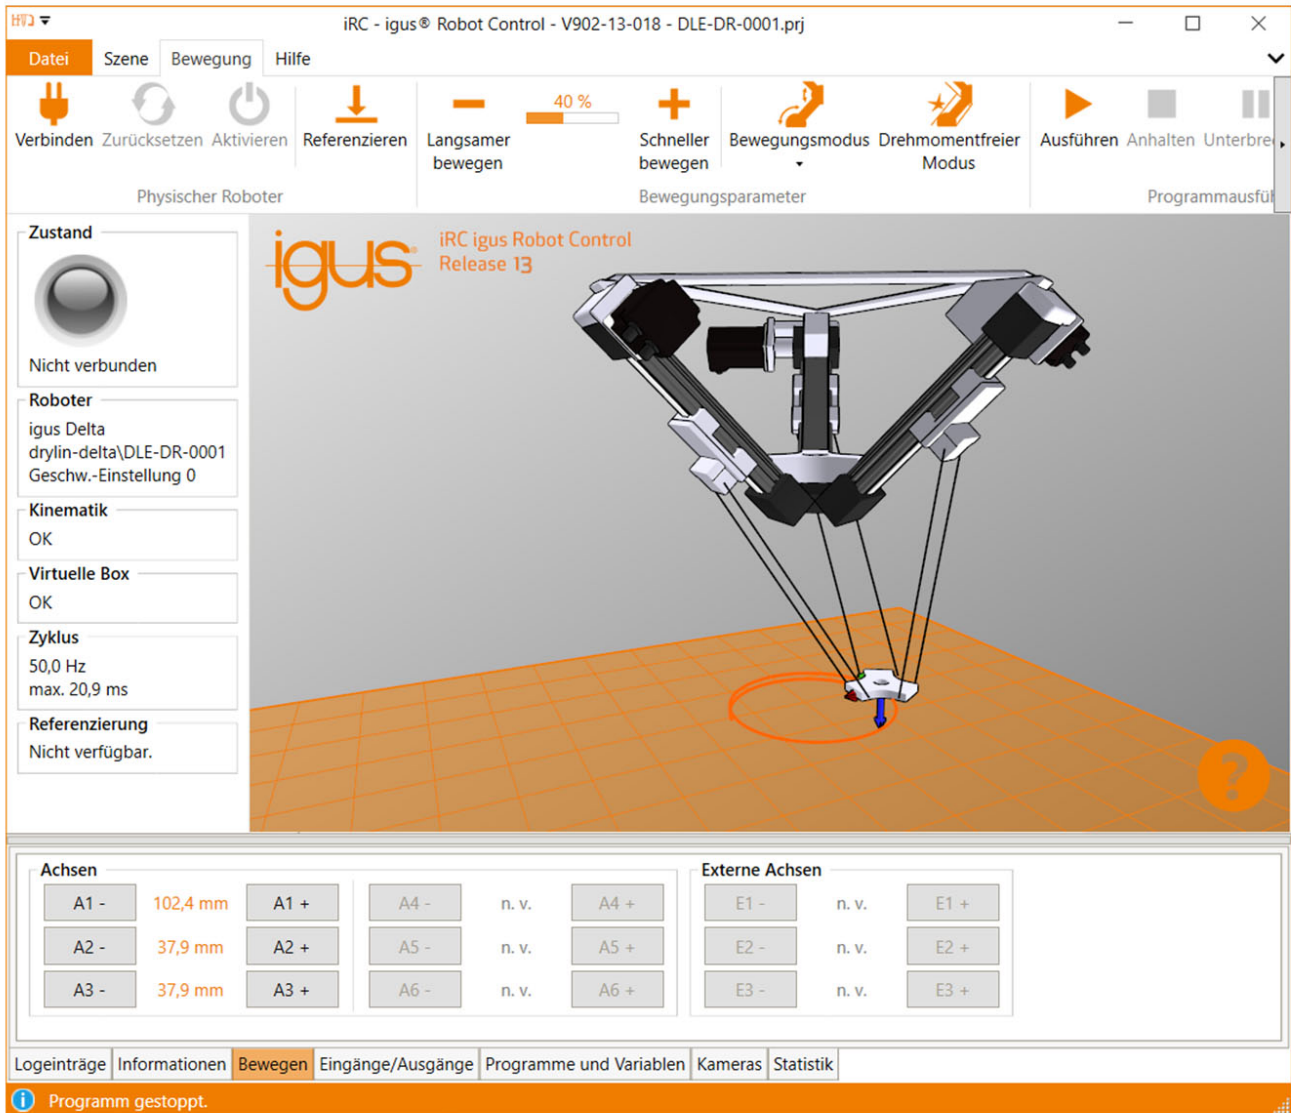 iRC - igus® Robot Control - V902-13-018 - DLE-DR-0001.prj
Datei Szene Bewegung Hilfe
40 %
Verbinden Zurücksetzen Aktivieren Referenzieren Langsamer bewegen Schneller bewegen Bewegungsmodus Drehmomentfreier Modus Ausführen Anhalten Unterbre
Physischer Roboter Bewegungsparameter Programmausfü
Zustand
Nicht verbunden
Roboter
igus Delta
drylin-delta\DLE-DR-0001
Geschw.-Einstellung 0
Kinematik
OK
Virtuelle Box
OK
Zyklus
50,0 Hz
max. 20,9 ms
Referenzierung
Nicht verfügbar.
igus®
iRC igus Robot Control
Release 13
?
Achsen Externe Achsen
A1 - 102,4 mm A1 + A4 - n. v. A4 + E1 - n. v. E1 +
A2 - 37,9 mm A2 + A5 - n. v. A5 + E2 - n. v. E2 +
A3 - 37,9 mm A3 + A6 - n. v. A6 + E3 - n. v. E3 +
Logeinträge Informationen Bewegen Eingänge/Ausgänge Programme und Variablen Kameras Statistik
Programm gestoppt.